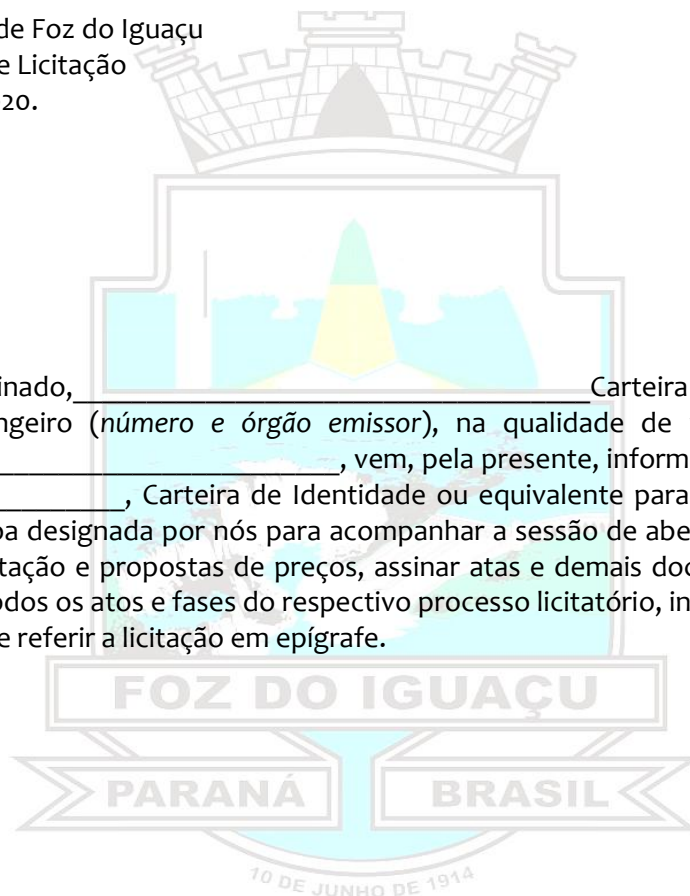 de Foz do Iguaçu
e Licitação
20.
inado,____________________________________Carteira
ngeiro (número e órgão emissor), na qualidade de
________________________, vem, pela presente, inform
_________, Carteira de Identidade ou equivalente para
oa designada por nós para acompanhar a sessão de abe
tação e propostas de preços, assinar atas e demais doc
odos os atos e fases do respectivo processo licitatório, in
e referir a licitação em epígrafe.
FOZ DO IGUAÇU
PARANÁ BRASIL
10 DE JUNHO DE 1914